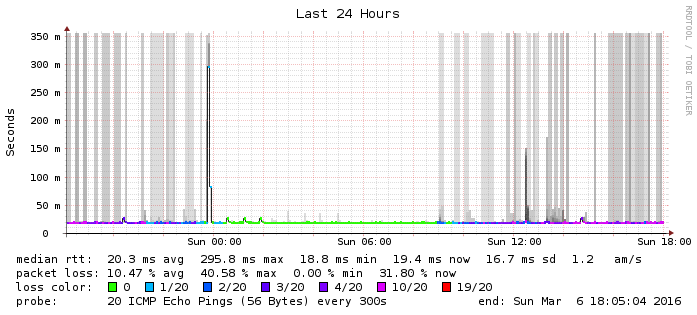 Last 24 Hours
RRDTOOL / TOBI OETIKER
Seconds
350 m
300 m
250 m
200 m
150 m
100 m
50 m
0
Sun 00:00 Sun 06:00 Sun 12:00 Sun 18:00
median rtt: 20.3 ms avg 295.8 ms max 18.8 ms min 19.4 ms now 16.7 ms sd 1.2 am/s
packet loss: 10.47 % avg 40.58 % max 0.00 % min 31.80 % now
loss color: 0 1/20 2/20 3/20 4/20 10/20 19/20
probe: 20 ICMP Echo Pings (56 Bytes) every 300s end: Sun Mar 6 18:05:04 2016